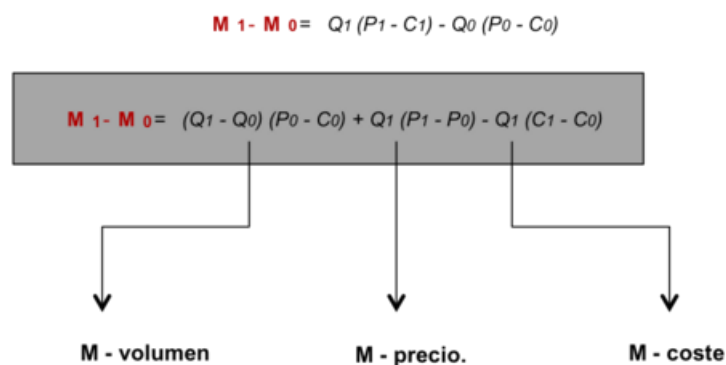 M 1- M 0= Q1 (P1 - C1) - Q0 (P0 - C0)
M 1- M 0= (Q1 - Q0) (P0 - C0) + Q1 (P1 - P0) - Q1 (C1 - C0)
M - volumen M - precio. M - coste